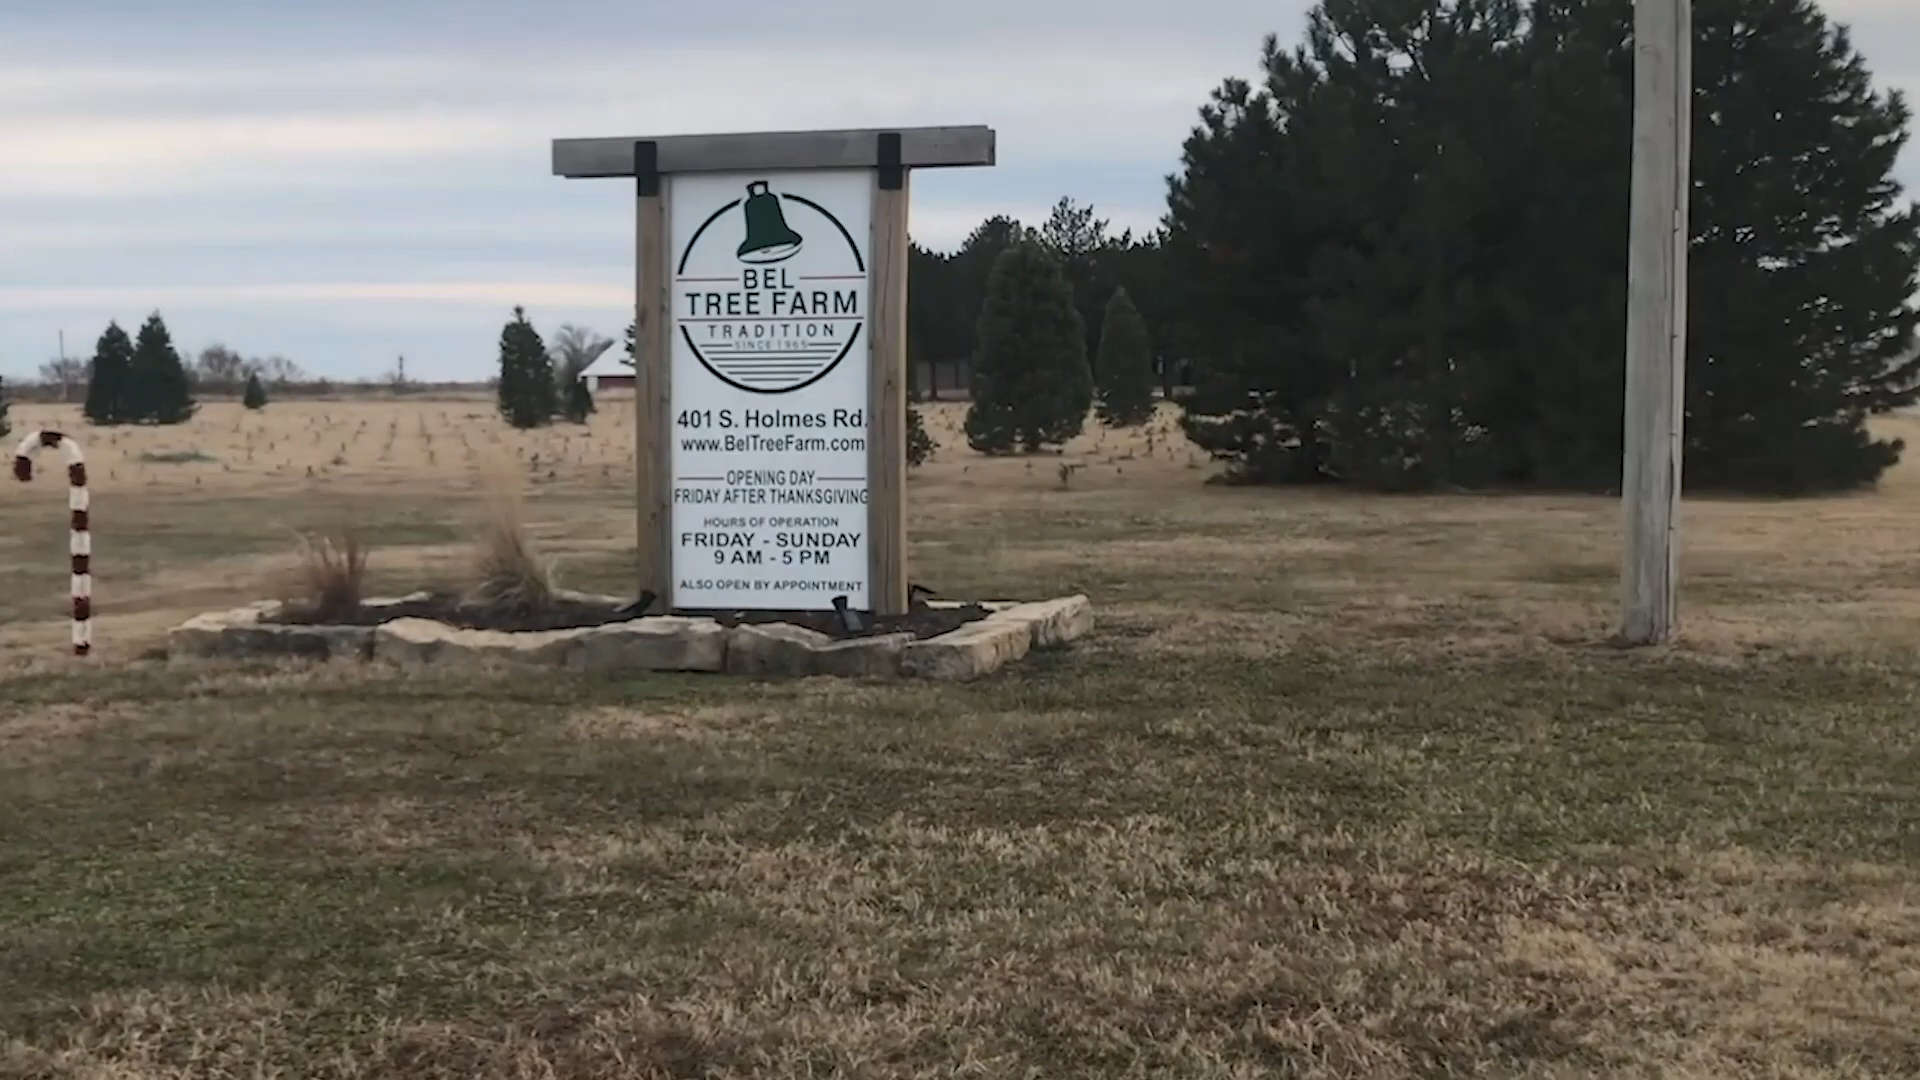 BEL
TREE FARM
TRADITION
SINCE 1965
401 S. Holmes Rd.
www.BelTreeFarm.com
OPENING DAY
FRIDAY AFTER THANKSGIVING
HOURS OF OPERATION
FRIDAY - SUNDAY
9 AM - 5 PM
ALSO OPEN BY APPOINTMENT